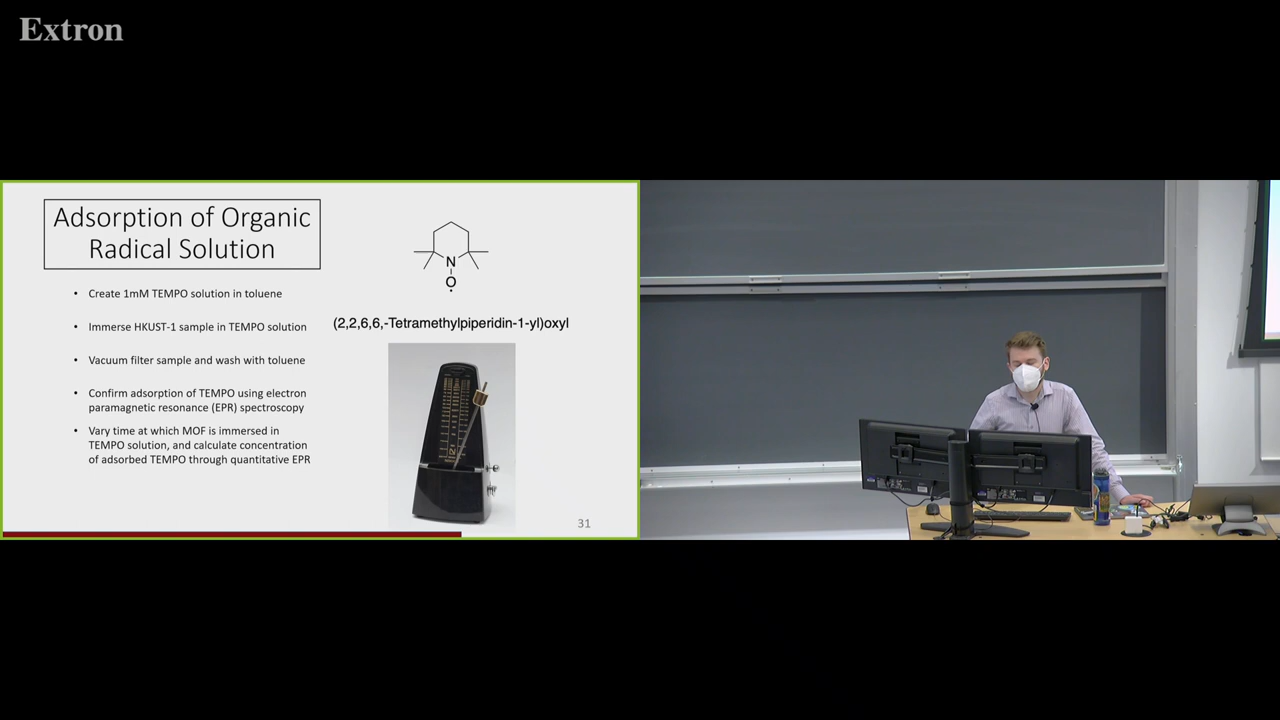 Extron
Adsorption of Organic
Radical Solution
• Create 1mM TEMPO solution in toluene
• Immerse HKUST-1 sample in TEMPO solution
• Vacuum filter sample and wash with toluene
• Confirm adsorption of TEMPO using electron
paramagnetic resonance (EPR) spectroscopy
• Vary time at which MOF is immersed in
TEMPO solution, and calculate concentration
of adsorbed TEMPO through quantitative EPR
N
O
(2,2,6,6,-Tetramethylpiperidin-1-yl)oxyl
31